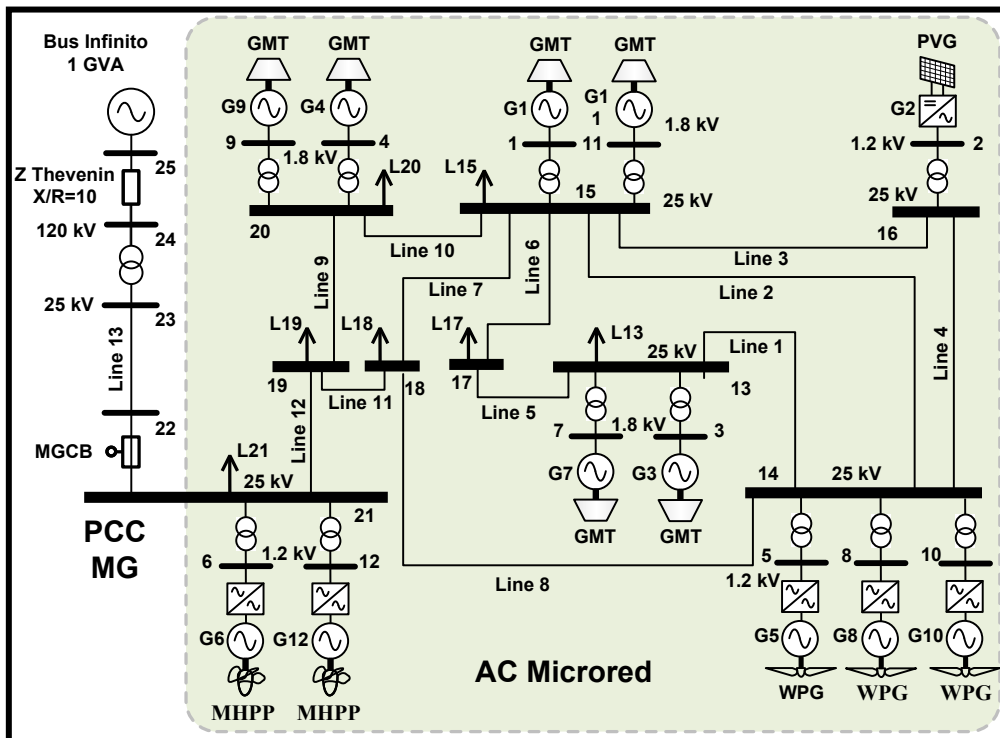 Bus Infinito
1 GVA
25
Z Thevenin
X/R=10
120 kV
24
25 kV
23
Line 13
22
MGCB
PCC
MG
GMT
GMT
G9
G4
9
1.8 kV
4
L20
20
Line 10
Line 9
GMT
GMT
G1
G1
1
1.8 kV
1
11
L15
15
25 kV
Line 6
Line 7
Line 3
Line 2
PVG
G2
1.2 kV
2
25 kV
16
Line 4
L19
L18
19
18
Line 11
Line 12
L17
17
Line 5
L13
25 kV
13
Line 1
7
1.8 kV
3
G7
G3
GMT
GMT
L21
25 kV
21
6
1.2 kV
12
G6
G12
MHPP
MHPP
Line 8
14
25 kV
5
8
10
1.2 kV
G5
G8
G10
WPG
WPG
WPG
AC Microred